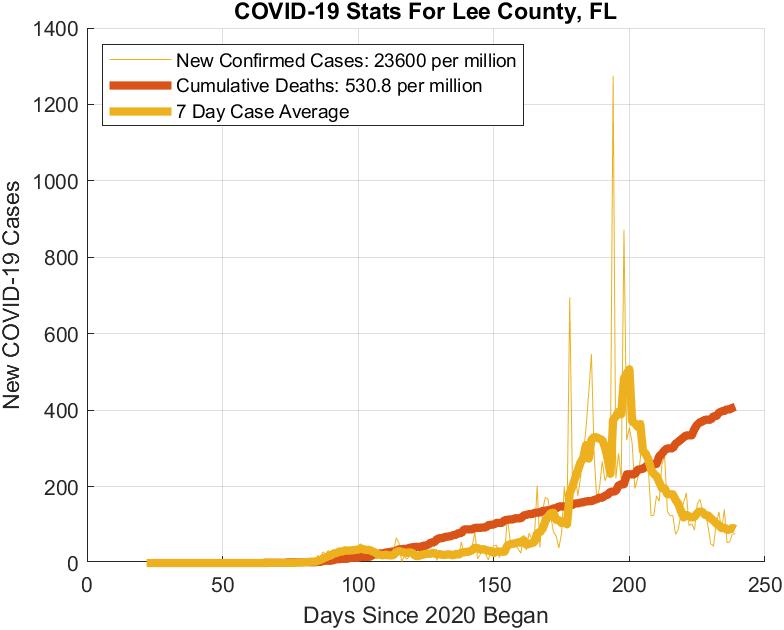 COVID-19 Stats For Lee County, FL
New Confirmed Cases: 23600 per million
Cumulative Deaths: 530.8 per million
7 Day Case Average
New COVID-19 Cases
1400
1200
1000
800
600
400
200
0
0 50 100 150 200 250
Days Since 2020 Began